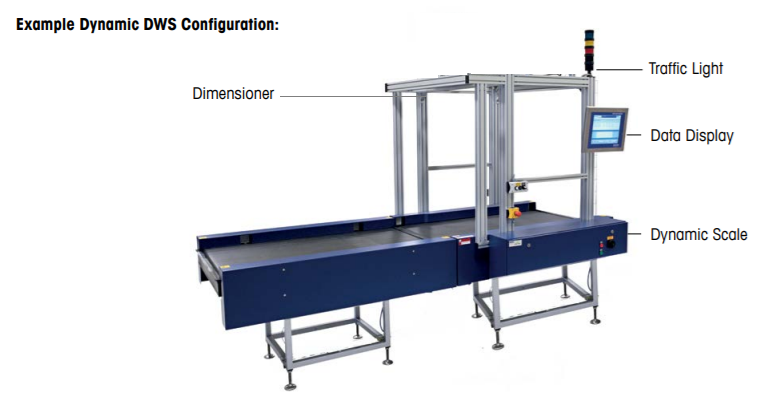 Example Dynamic DWS Configuration:
Traffic Light
Dimensioner
Data Display
Dynamic Scale